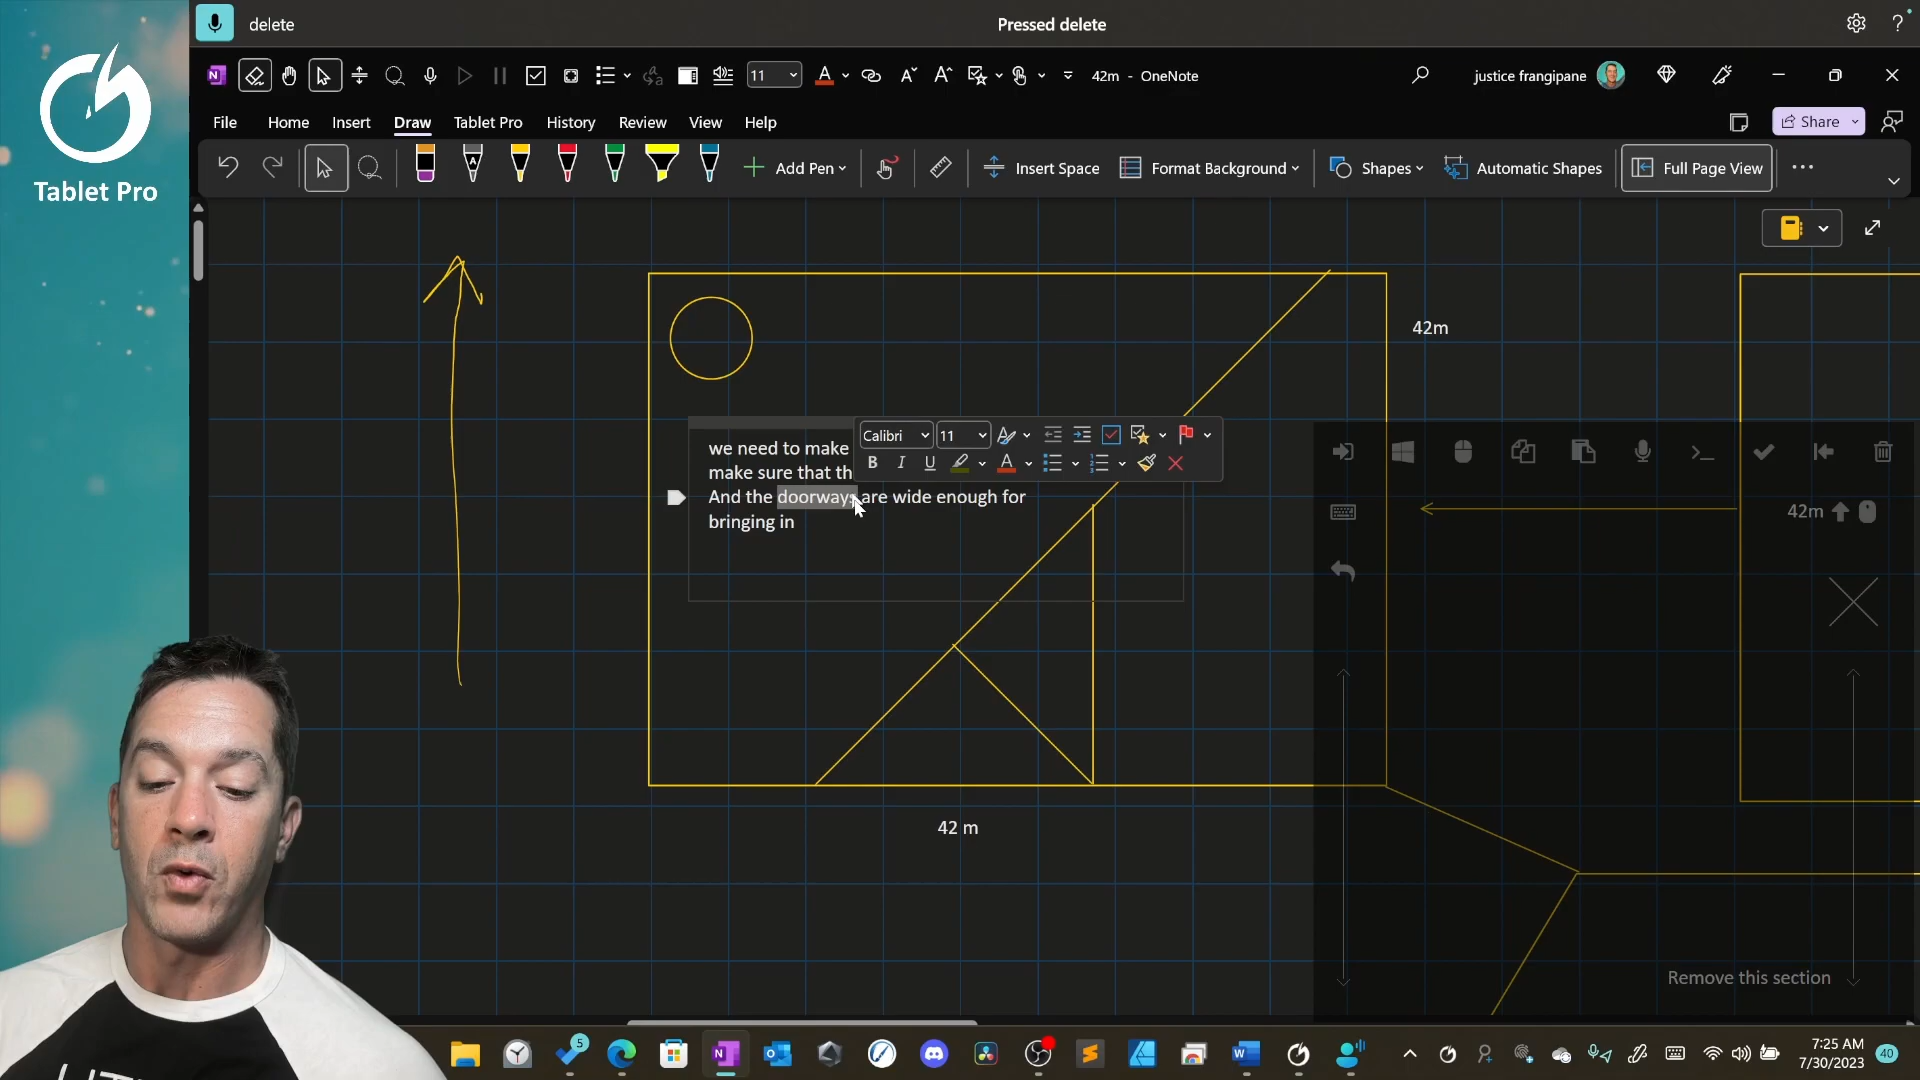 delete
Pressed delete
Tablet Pro
11
42m - OneNote
justice frangipane
File Home Insert Draw Tablet Pro History Review View Help
Share
Add Pen
Insert Space
Format Background
Shapes
Automatic Shapes
Full Page View
42m
Calibri 11
B I U
we need to make
make sure that th
And the doorways are wide enough for
bringing in
42m
42 m
Remove this section
5
7:25 AM
7/30/2023
40